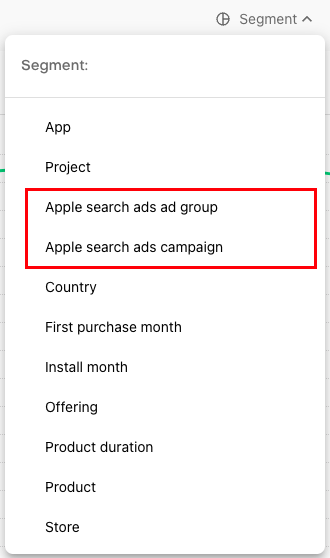 Segment
Segment:
App
Project
Apple search ads ad group
Apple search ads campaign
Country
First purchase month
Install month
Offering
Product duration
Product
Store